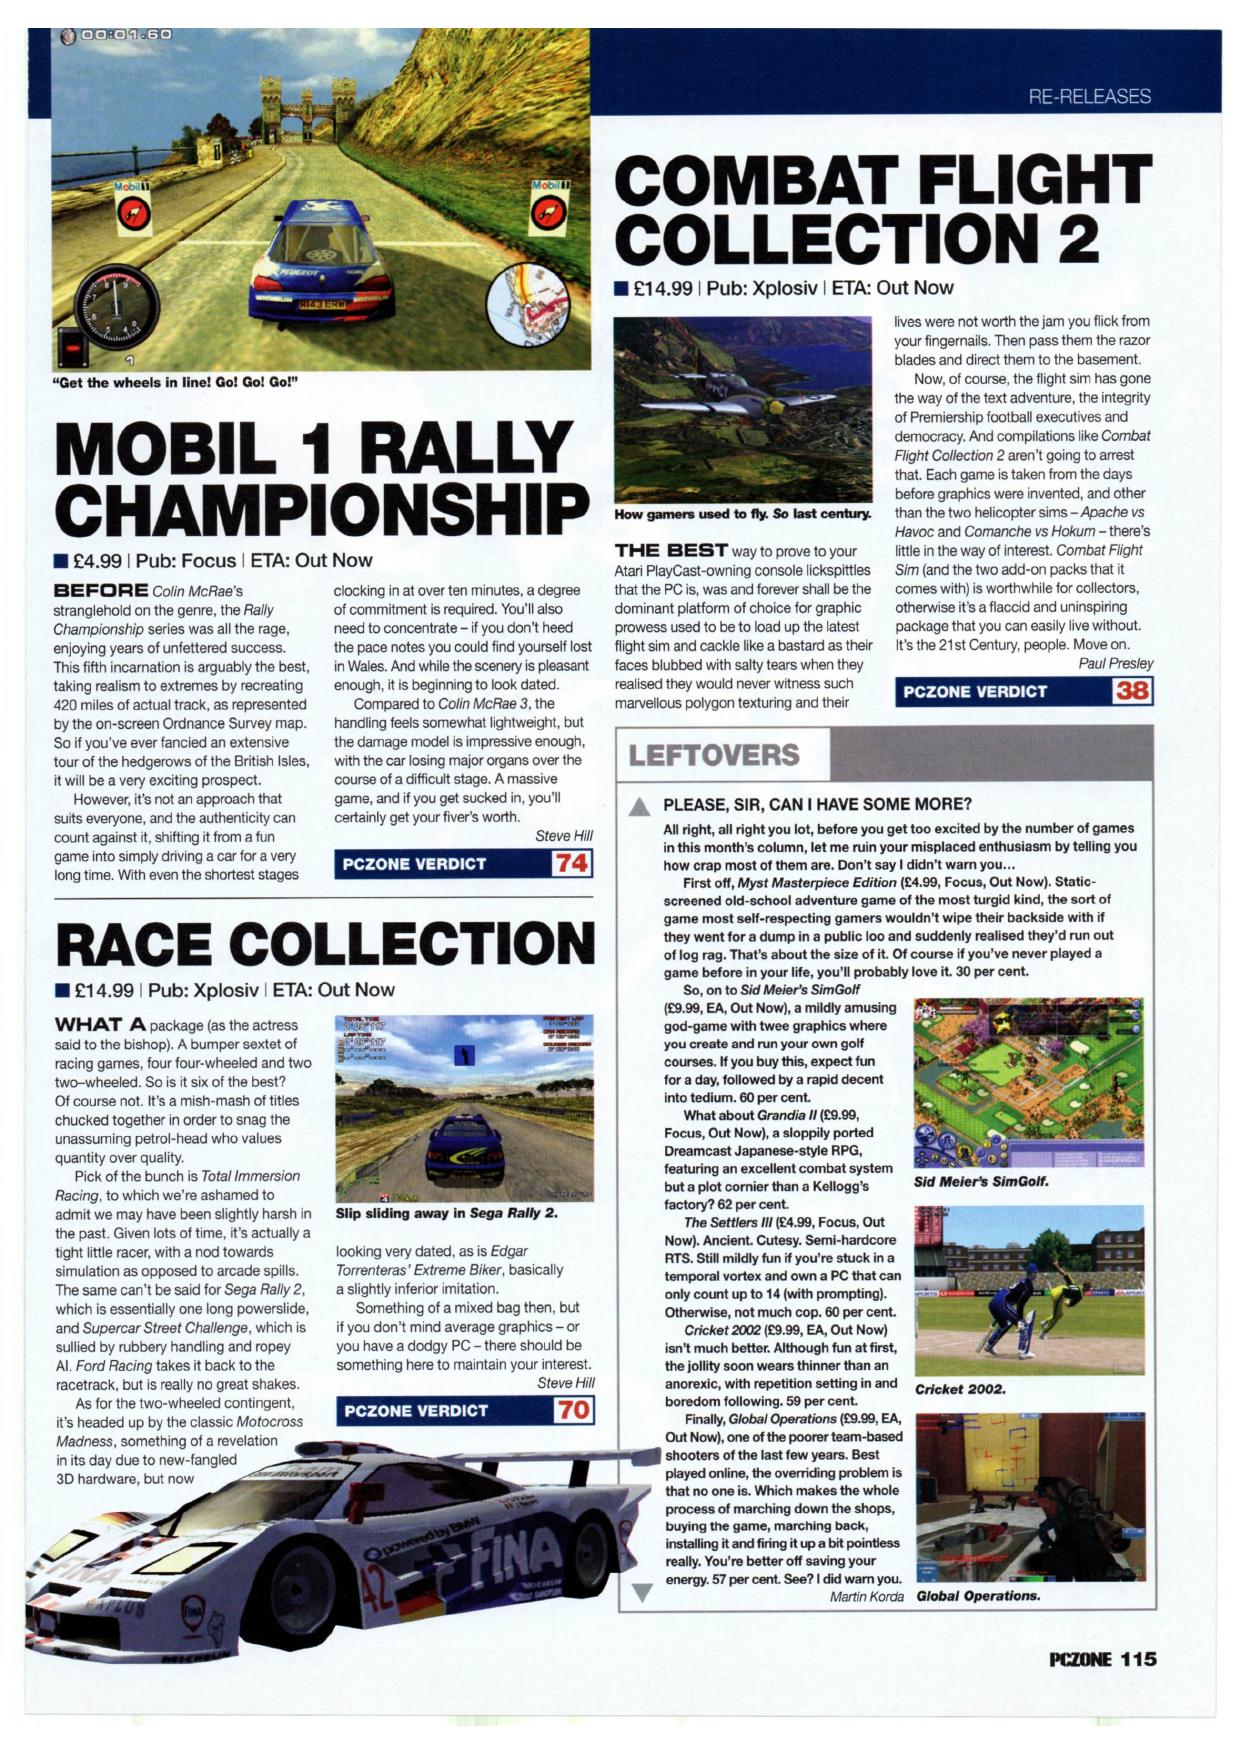 00:01.60
Mobil 1
Mobil 1
PEUGEOT
R143 ERW
"Get the wheels in line! Go! Go! Go!"
MOBIL 1 RALLY
CHAMPIONSHIP
£4.99 | Pub: Focus | ETA: Out Now
BEFORE Colin McRae's
stranglehold on the genre, the Rally
Championship series was all the rage,
enjoying years of unfettered success.
This fifth incarnation is arguably the best,
taking realism to extremes by recreating
420 miles of actual track, as represented
by the on-screen Ordnance Survey map.
So if you've ever fancied an extensive
tour of the hedgerows of the British Isles,
it will be a very exciting prospect.
However, it's not an approach that
suits everyone, and the authenticity can
count against it, shifting it from a fun
game into simply driving a car for a very
long time. With even the shortest stages
clocking in at over ten minutes, a degree
of commitment is required. You'll also
need to concentrate – if you don't heed
the pace notes you could find yourself lost
in Wales. And while the scenery is pleasant
enough, it is beginning to look dated.
Compared to Colin McRae 3, the
handling feels somewhat lightweight, but
the damage model is impressive enough,
with the car losing major organs over the
course of a difficult stage. A massive
game, and if you get sucked in, you'll
certainly get your fiver's worth.
Steve Hill
PCZONE VERDICT 74
RACE COLLECTION
£14.99 | Pub: Xplosiv | ETA: Out Now
WHAT A package (as the actress
said to the bishop). A bumper sextet of
racing games, four four-wheeled and two
two–wheeled. So is it six of the best?
Of course not. It's a mish-mash of titles
chucked together in order to snag the
unassuming petrol-head who values
quantity over quality.
Pick of the bunch is Total Immersion
Racing, to which we're ashamed to
admit we may have been slightly harsh in
the past. Given lots of time, it's actually a
tight little racer, with a nod towards
simulation as opposed to arcade spills.
The same can't be said for Sega Rally 2,
which is essentially one long powerslide,
and Supercar Street Challenge, which is
sullied by rubbery handling and ropey
AI. Ford Racing takes it back to the
racetrack, but is really no great shakes.
As for the two-wheeled contingent,
it's headed up by the classic Motocross
Madness, something of a revelation
in its day due to new-fangled
3D hardware, but now
TOTAL TIME
0'09"117
LAP TIME
0'09"117
Slip sliding away in Sega Rally 2.
looking very dated, as is Edgar
Torrenteras' Extreme Biker, basically
a slightly inferior imitation.
Something of a mixed bag then, but
if you don't mind average graphics – or
you have a dodgy PC – there should be
something here to maintain your interest.
Steve Hill
PCZONE VERDICT 70
powered by BMW
FINA
42
FINA
MICHELIN
RE-RELEASES
COMBAT FLIGHT
COLLECTION 2
£14.99 | Pub: Xplosiv | ETA: Out Now
How gamers used to fly. So last century.
THE BEST way to prove to your
Atari PlayCast-owning console lickspittles
that the PC is, was and forever shall be the
dominant platform of choice for graphic
prowess used to be to load up the latest
flight sim and cackle like a bastard as their
faces blubbed with salty tears when they
realised they would never witness such
marvellous polygon texturing and their
lives were not worth the jam you flick from
your fingernails. Then pass them the razor
blades and direct them to the basement.
Now, of course, the flight sim has gone
the way of the text adventure, the integrity
of Premiership football executives and
democracy. And compilations like Combat
Flight Collection 2 aren't going to arrest
that. Each game is taken from the days
before graphics were invented, and other
than the two helicopter sims – Apache vs
Havoc and Comanche vs Hokum – there's
little in the way of interest. Combat Flight
Sim (and the two add-on packs that it
comes with) is worthwhile for collectors,
otherwise it's a flaccid and uninspiring
package that you can easily live without.
It's the 21st Century, people. Move on.
Paul Presley
PCZONE VERDICT 38
LEFTOVERS
PLEASE, SIR, CAN I HAVE SOME MORE?
All right, all right you lot, before you get too excited by the number of games
in this month's column, let me ruin your misplaced enthusiasm by telling you
how crap most of them are. Don't say I didn't warn you...
First off, Myst Masterpiece Edition (£4.99, Focus, Out Now). Static-
screened old-school adventure game of the most turgid kind, the sort of
game most self-respecting gamers wouldn't wipe their backside with if
they went for a dump in a public loo and suddenly realised they'd run out
of log rag. That's about the size of it. Of course if you've never played a
game before in your life, you'll probably love it. 30 per cent.
So, on to Sid Meier's SimGolf
(£9.99, EA, Out Now), a mildly amusing
god-game with twee graphics where
you create and run your own golf
courses. If you buy this, expect fun
for a day, followed by a rapid decent
into tedium. 60 per cent.
What about Grandia II (£9.99,
Focus, Out Now), a sloppily ported
Dreamcast Japanese-style RPG,
featuring an excellent combat system
but a plot cornier than a Kellogg's
factory? 62 per cent.
The Settlers III (£4.99, Focus, Out
Now). Ancient. Cutesy. Semi-hardcore
RTS. Still mildly fun if you're stuck in a
temporal vortex and own a PC that can
only count up to 14 (with prompting).
Otherwise, not much cop. 60 per cent.
Cricket 2002 (£9.99, EA, Out Now)
isn't much better. Although fun at first,
the jollity soon wears thinner than an
anorexic, with repetition setting in and
boredom following. 59 per cent.
Finally, Global Operations (£9.99, EA,
Out Now), one of the poorer team-based
shooters of the last few years. Best
played online, the overriding problem is
that no one is. Which makes the whole
process of marching down the shops,
buying the game, marching back,
installing it and firing it up a bit pointless
really. You're better off saving your
energy. 57 per cent. See? I did warn you.
Martin Korda
Sid Meier's SimGolf.
Cricket 2002.
Global Operations.
PCZONE 115